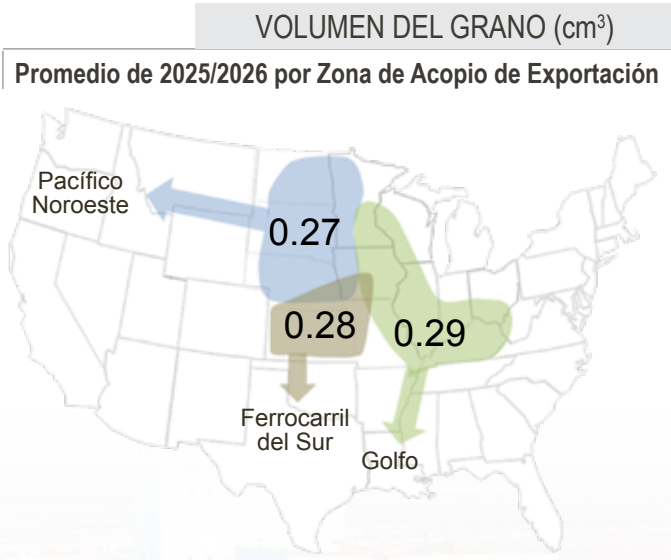 VOLUMEN DEL GRANO (cm³)
Promedio de 2025/2026 por Zona de Acopio de Exportación
Pacífico
Noroeste
0.27
0.28
0.29
Ferrocarril
del Sur
Golfo